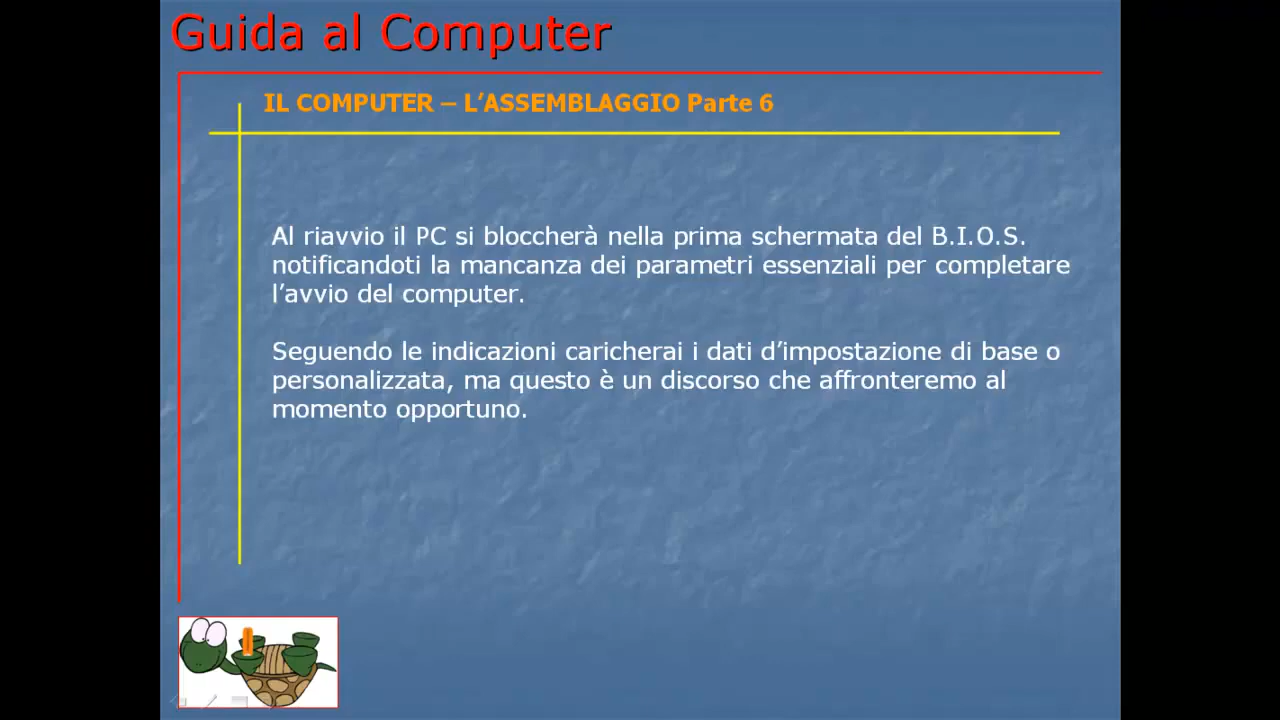 Guida al Computer
IL COMPUTER – L’ASSEMBLAGGIO Parte 6
Al riavvio il PC si bloccherà nella prima schermata del B.I.O.S.
notificandoti la mancanza dei parametri essenziali per completare
l’avvio del computer.
Seguendo le indicazioni caricherai i dati d’impostazione di base o
personalizzata, ma questo è un discorso che affronteremo al
momento opportuno.